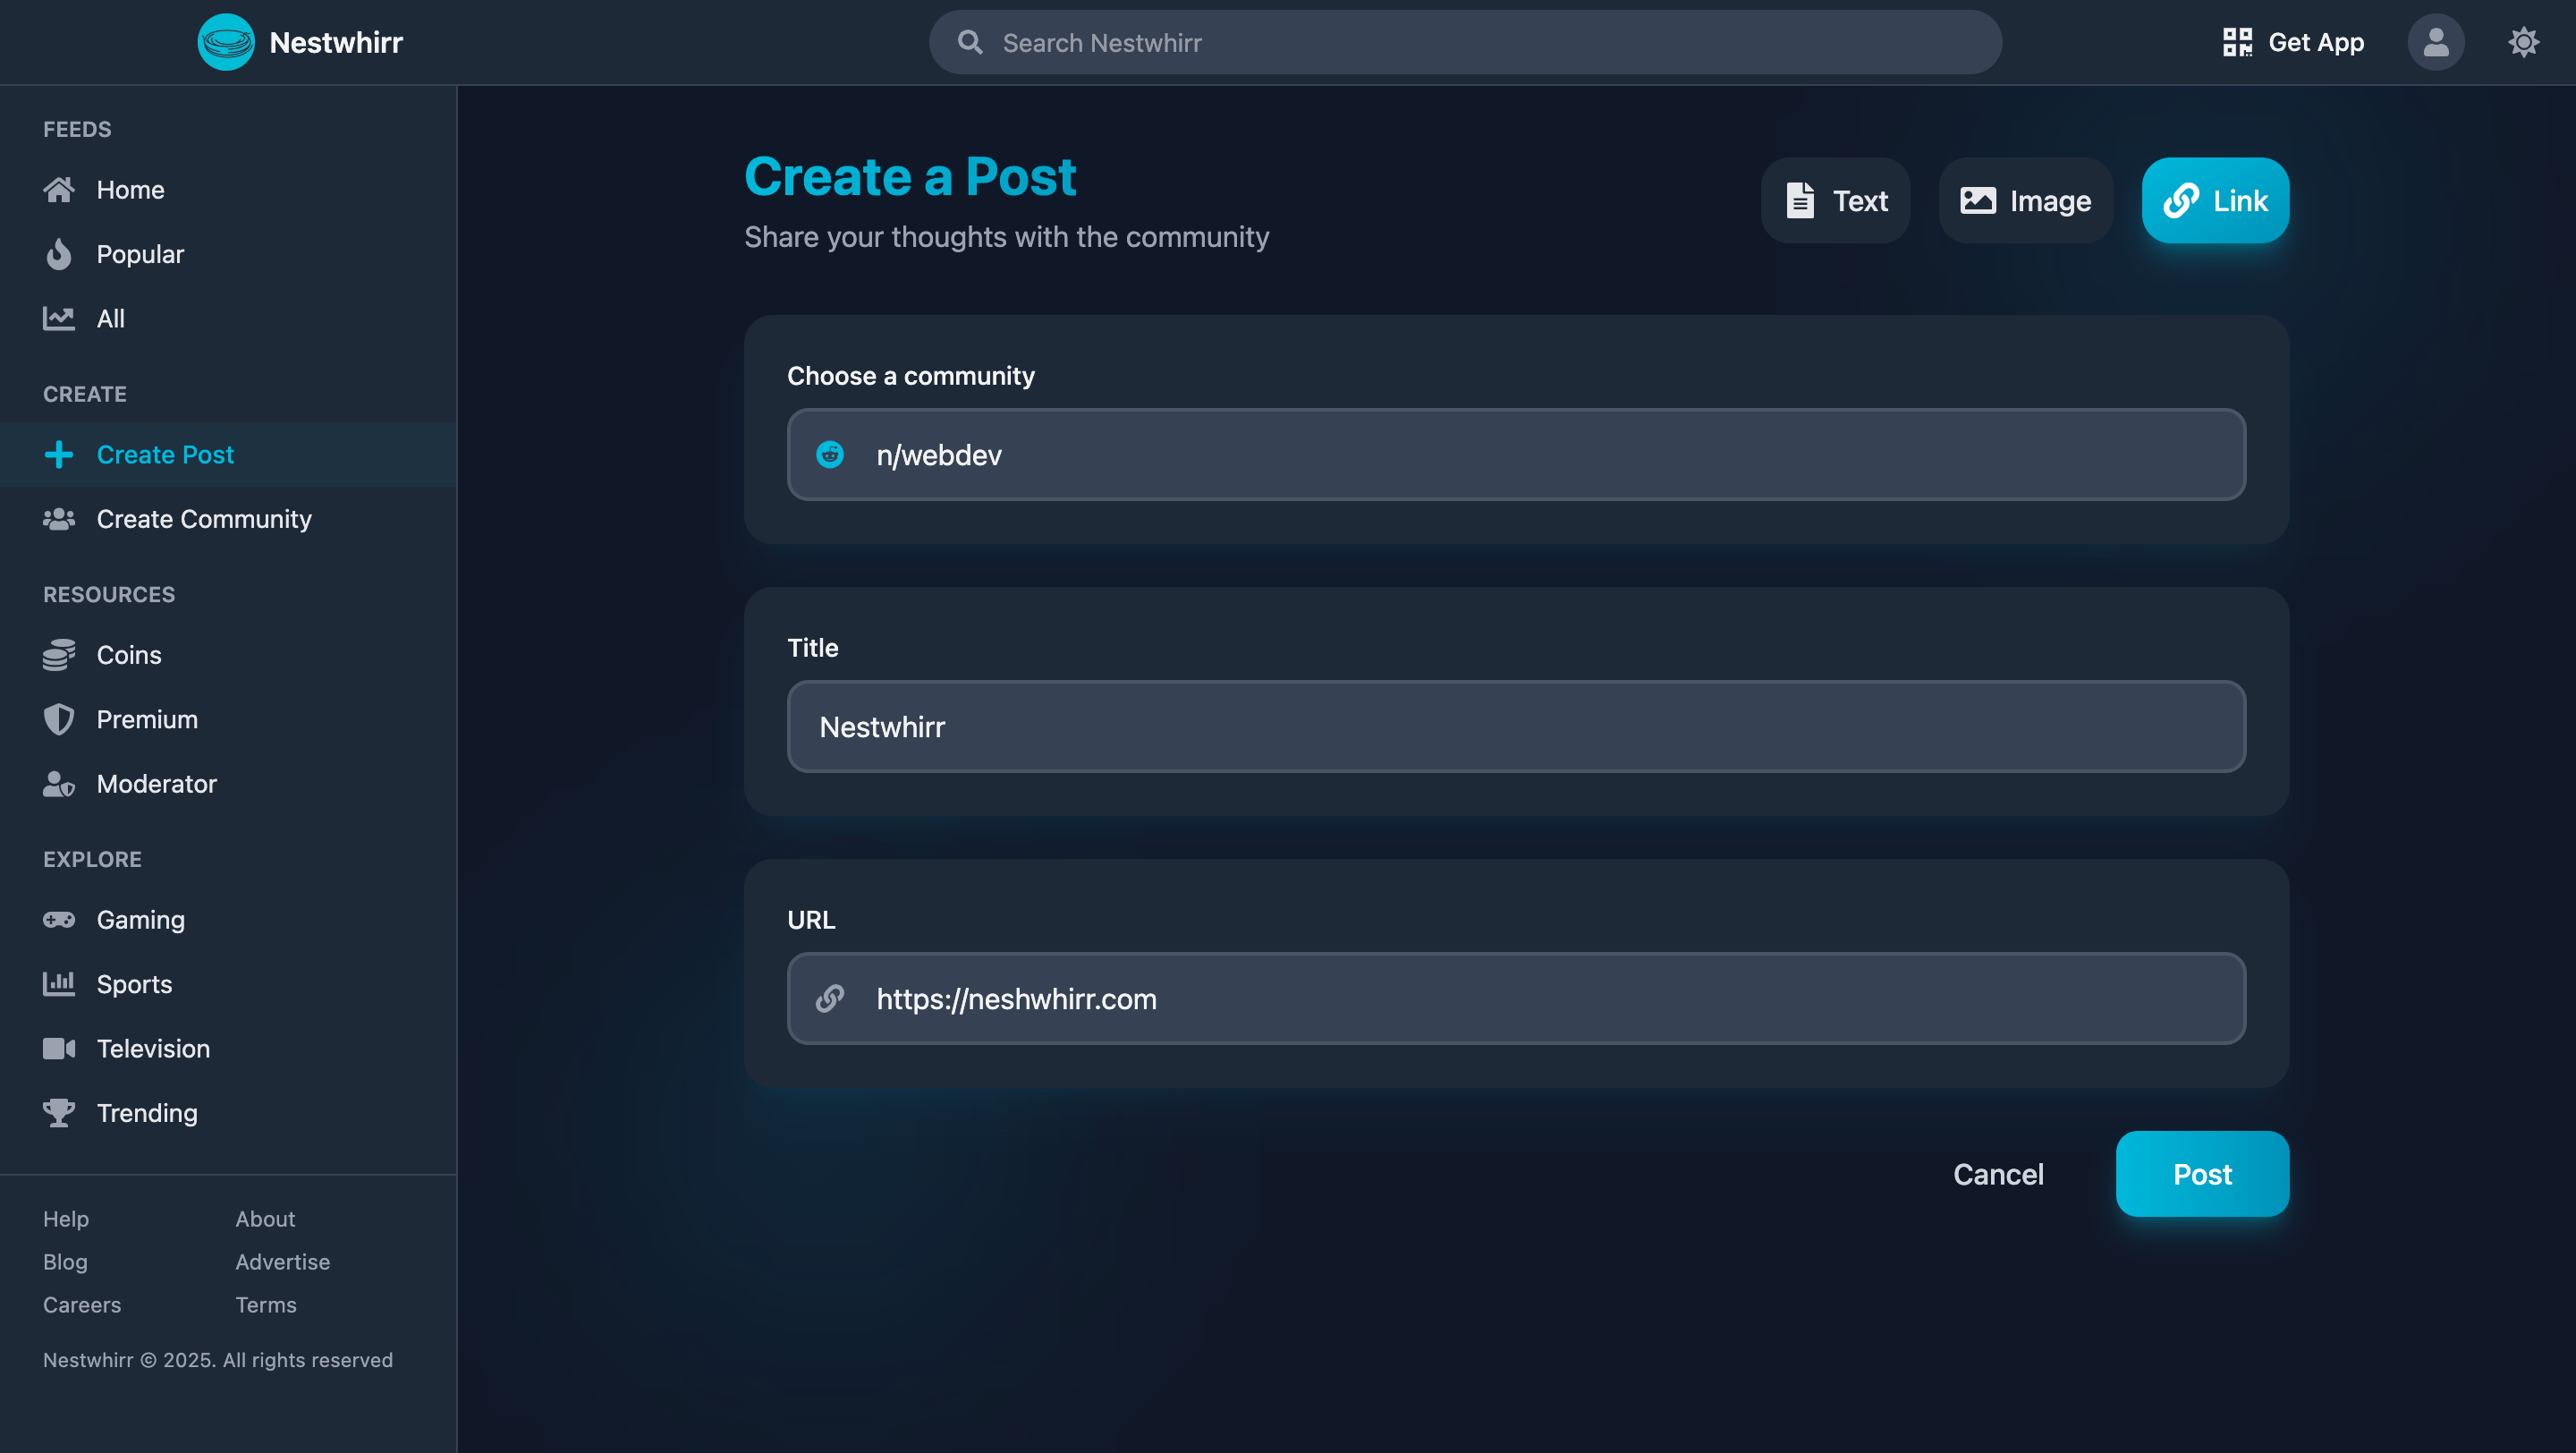 Nestwhirr
Search Nestwhirr
Get App
FEEDS
Home
Popular
All
CREATE
Create Post
Create Community
RESOURCES
Coins
Premium
Moderator
EXPLORE
Gaming
Sports
Television
Trending
Help About
Blog Advertise
Careers Terms
Nestwhirr © 2025. All rights reserved
Create a Post
Share your thoughts with the community
Text Image Link
Choose a community
n/webdev
Title
Nestwhirr
URL
https://neshwhirr.com
Cancel Post